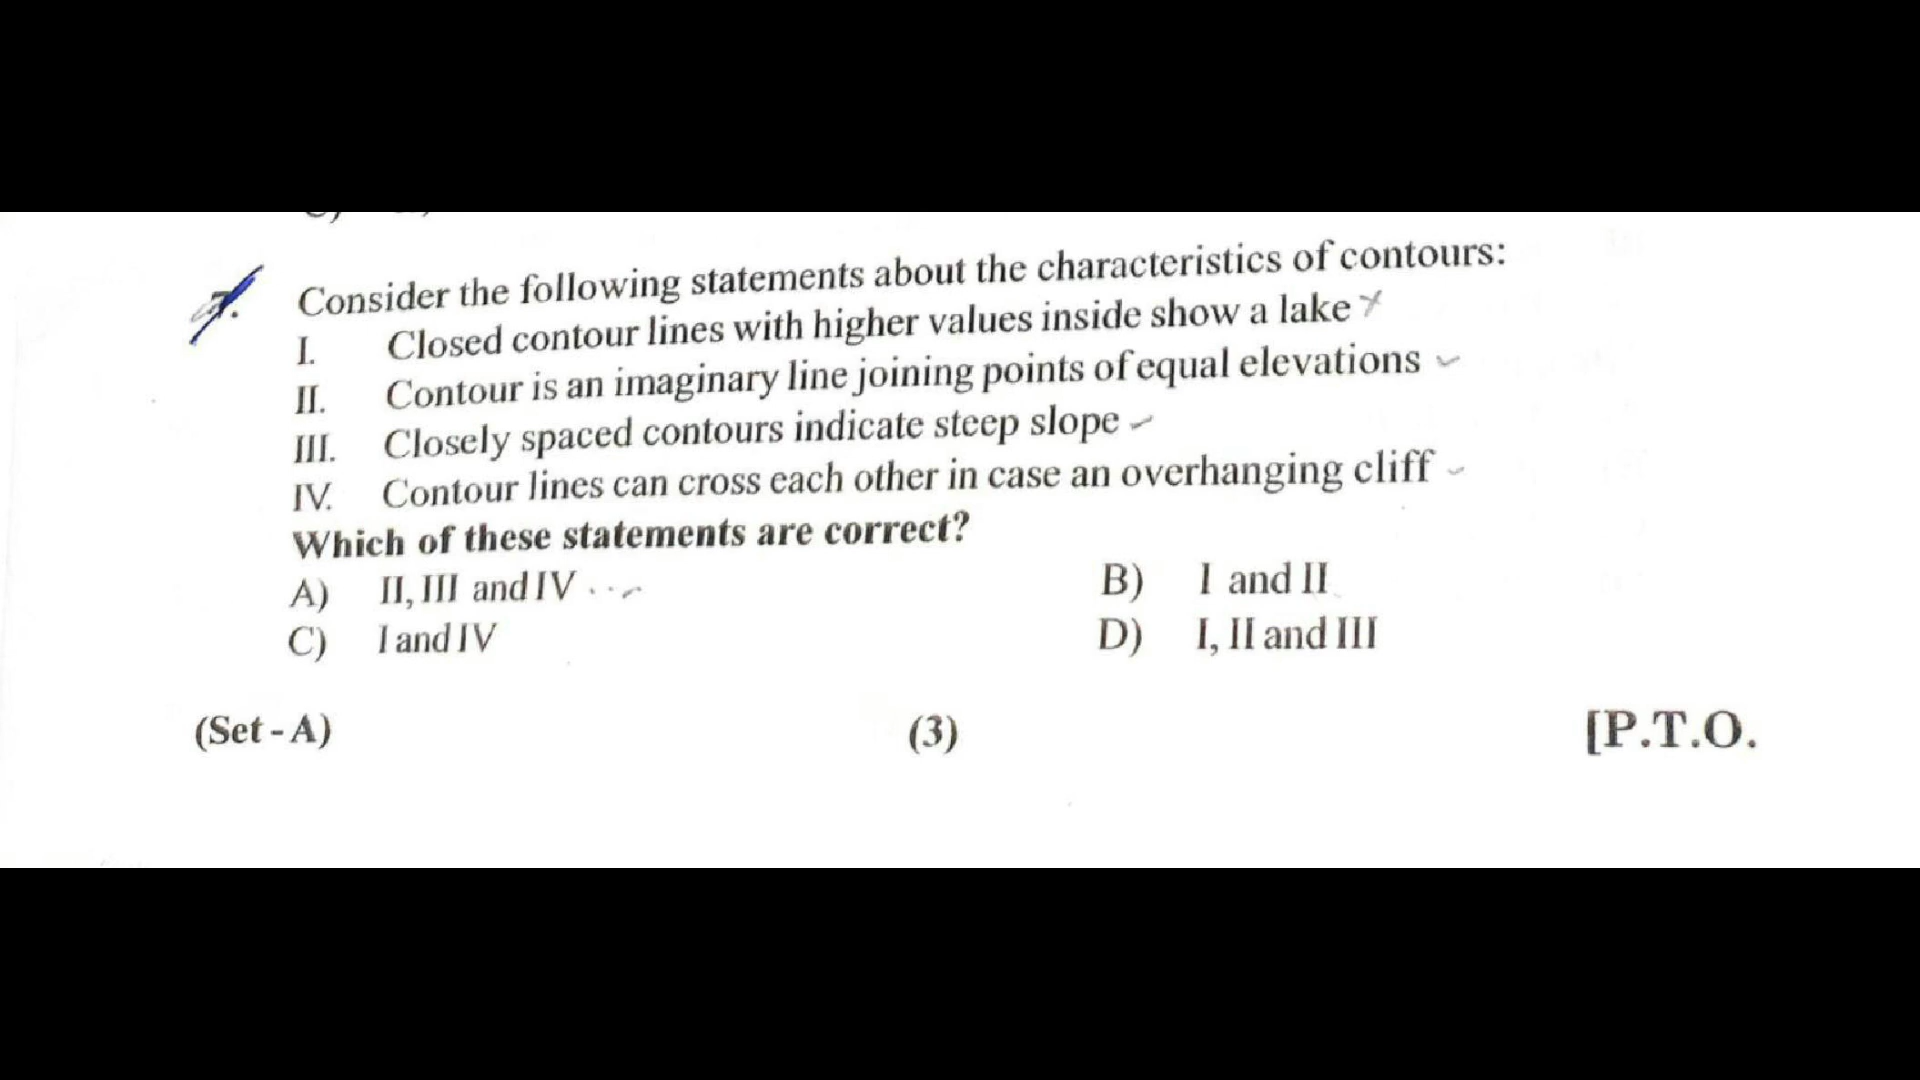 7. Consider the following statements about the characteristics of contours:
I. Closed contour lines with higher values inside show a lake
II. Contour is an imaginary line joining points of equal elevations
III. Closely spaced contours indicate steep slope
IV. Contour lines can cross each other in case an overhanging cliff
Which of these statements are correct?
A) II, III and IV B) I and II
C) I and IV D) I, II and III
(Set - A) (3) [P.T.O.